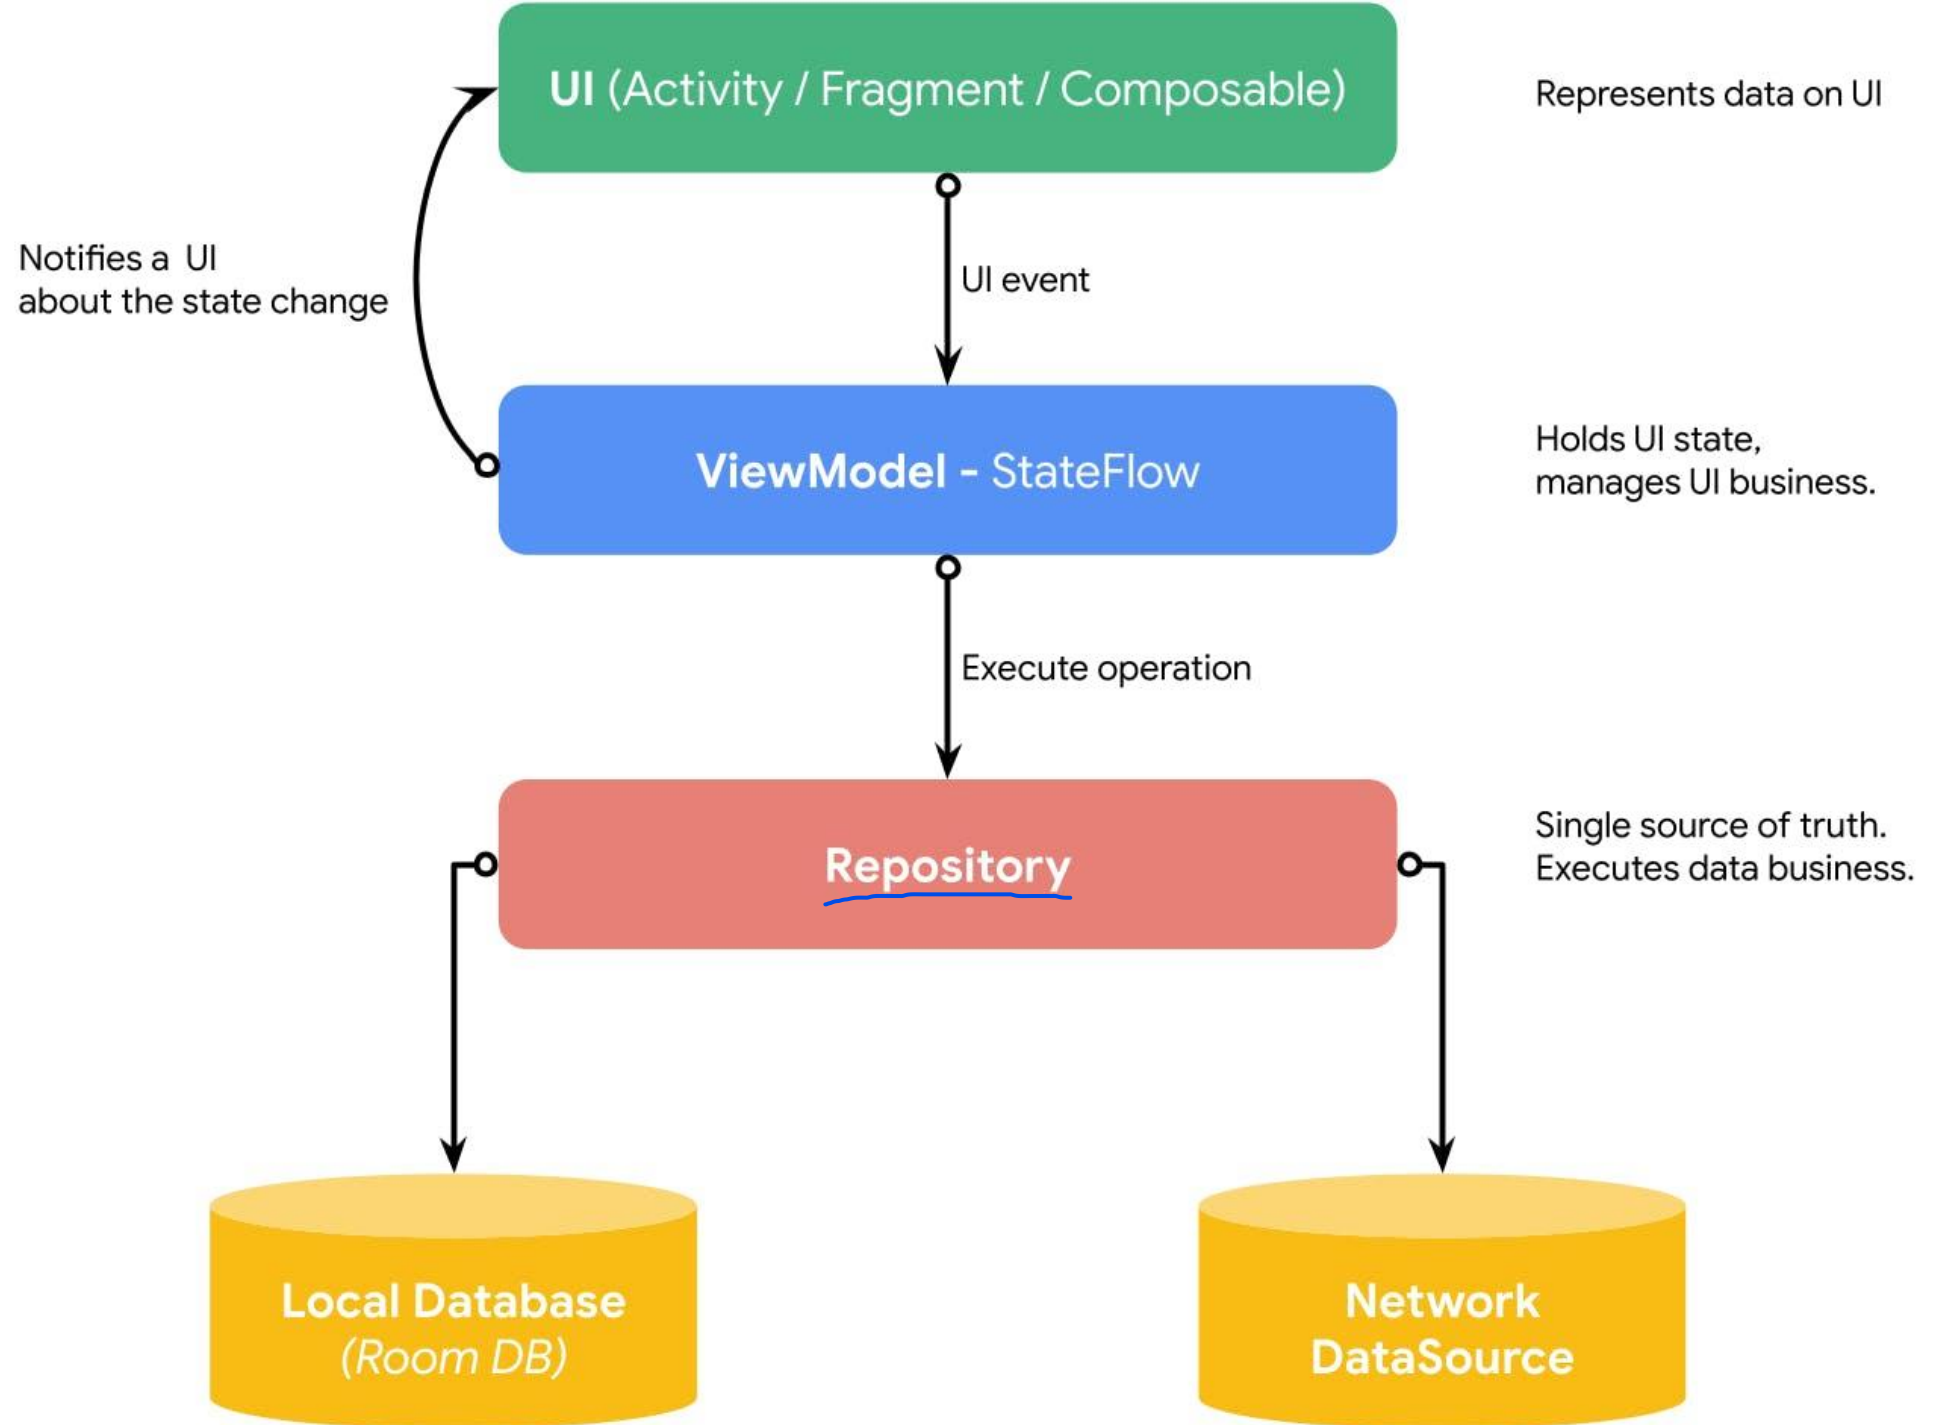 UI (Activity / Fragment / Composable)
Represents data on UI
Notifies a UI
about the state change
UI event
ViewModel - StateFlow
Holds UI state,
manages UI business.
Execute operation
Repository
Single source of truth.
Executes data business.
Local Database
(Room DB)
Network
DataSource